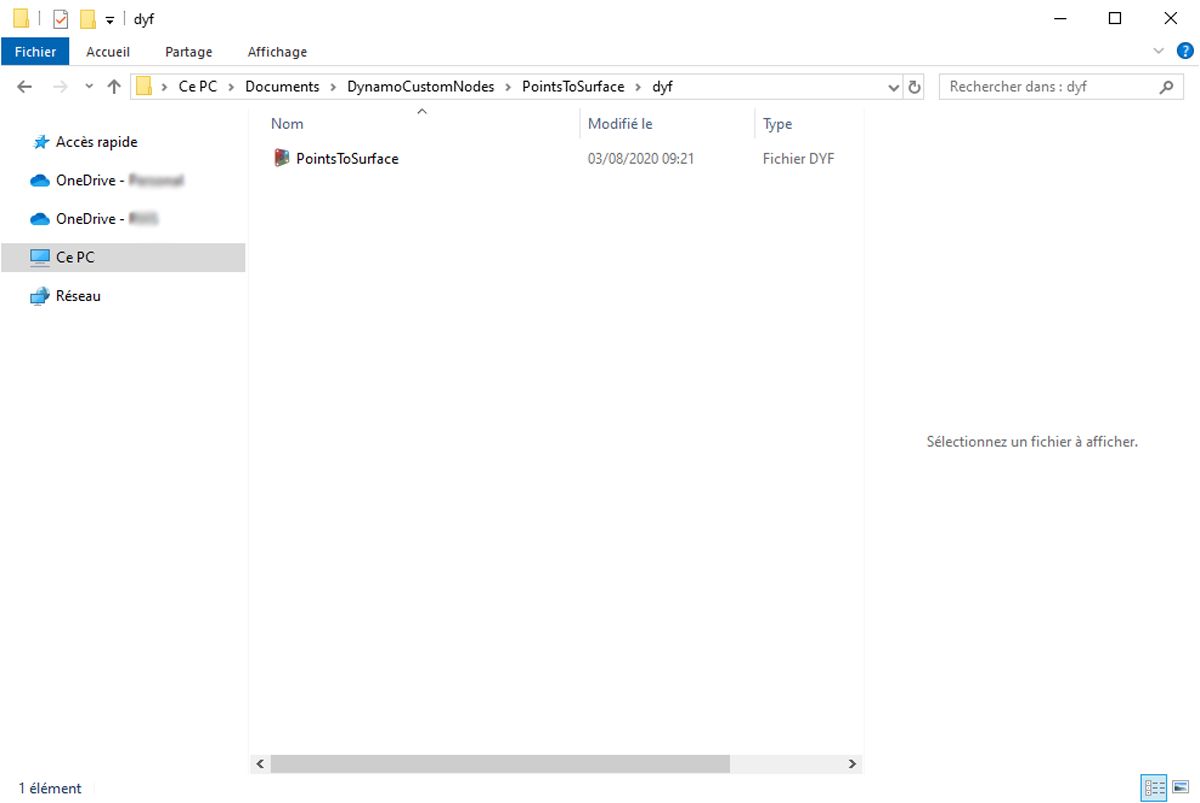 dyf
Fichier Accueil Partage Affichage
Ce PC Documents DynamoCustomNodes PointsToSurface dyf Rechercher dans : dyf
Nom Modifié le Type
Accès rapide
PointsToSurface 03/08/2020 09:21 Fichier DYF
OneDrive -
OneDrive -
Ce PC
Réseau
Sélectionnez un fichier à afficher.
1 élément